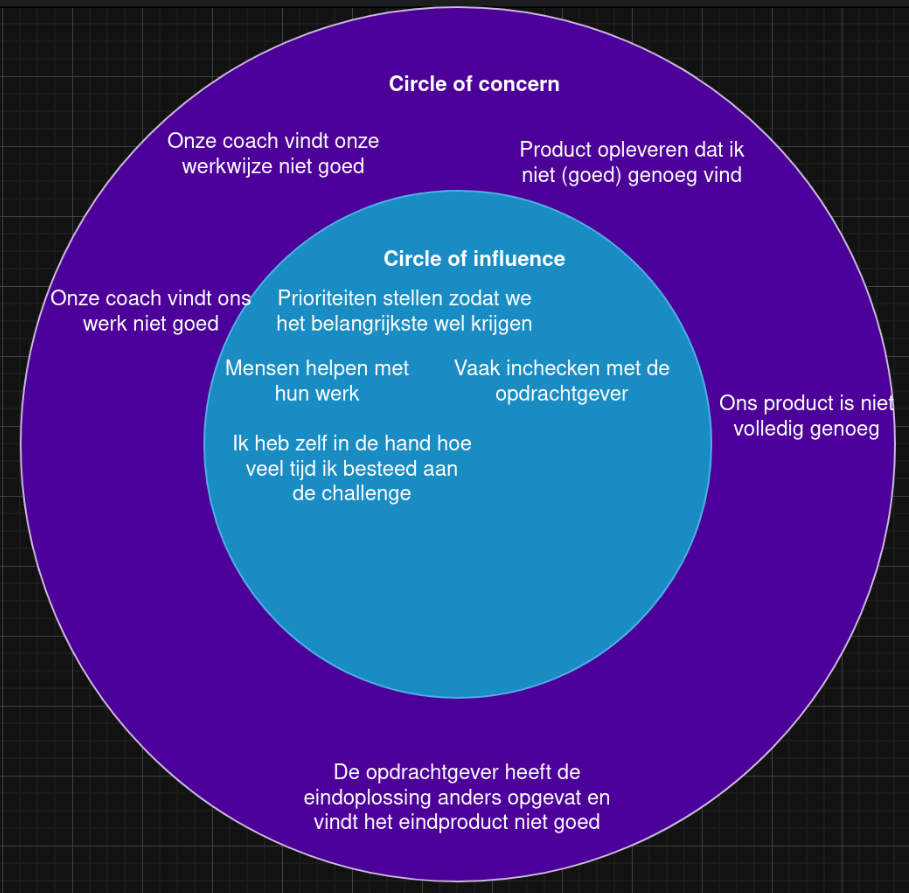 Circle of concern
Onze coach vindt onze
werkwijze niet goed
Product opleveren dat ik
niet (goed) genoeg vind
Circle of influence
Onze coach vindt ons
werk niet goed
Prioriteiten stellen zodat we
het belangrijkste wel krijgen
Mensen helpen met
hun werk
Vaak inchecken met de
opdrachtgever
Ons product is niet
volledig genoeg
Ik heb zelf in de hand hoe
veel tijd ik besteed aan
de challenge
De opdrachtgever heeft de
eindoplossing anders opgevat en
vindt het eindproduct niet goed